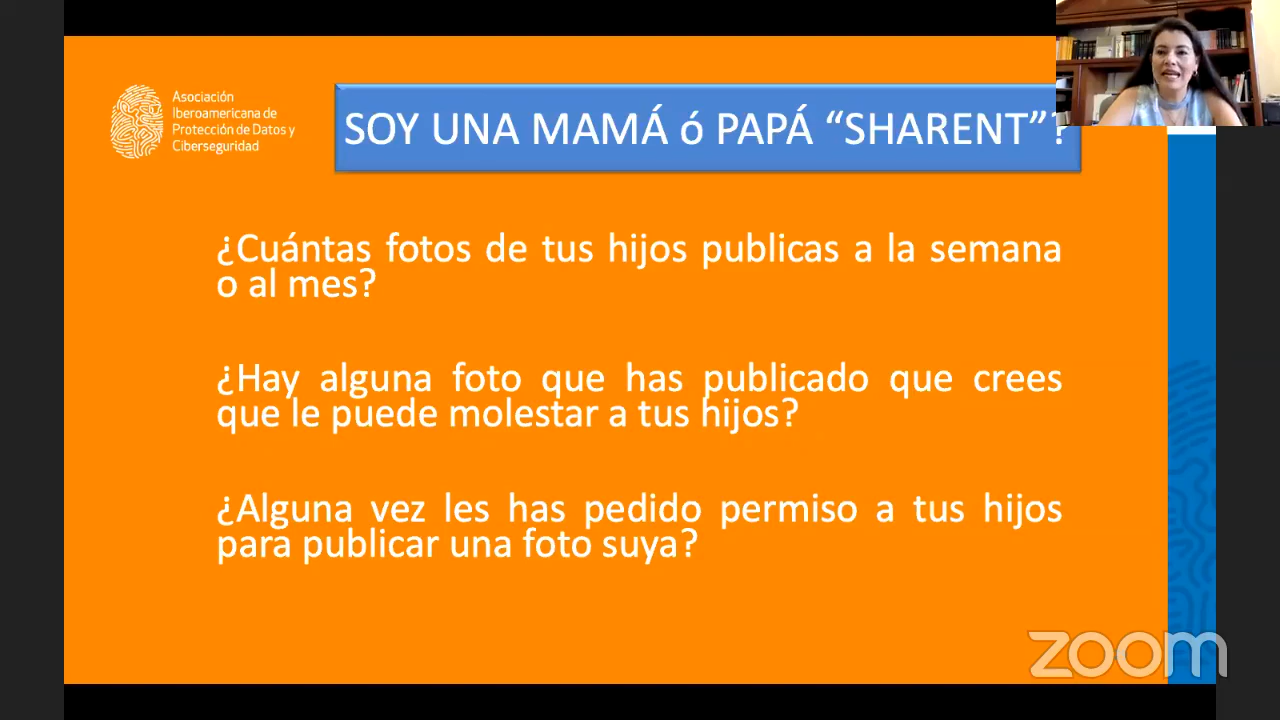 Asociación
Iberoamericana de
Protección de Datos y
Ciberseguridad
SOY UNA MAMÁ ó PAPÁ “SHARENT”?
¿Cuántas fotos de tus hijos publicas a la semana
o al mes?
¿Hay alguna foto que has publicado que crees
que le puede molestar a tus hijos?
¿Alguna vez les has pedido permiso a tus hijos
para publicar una foto suya?
zoom